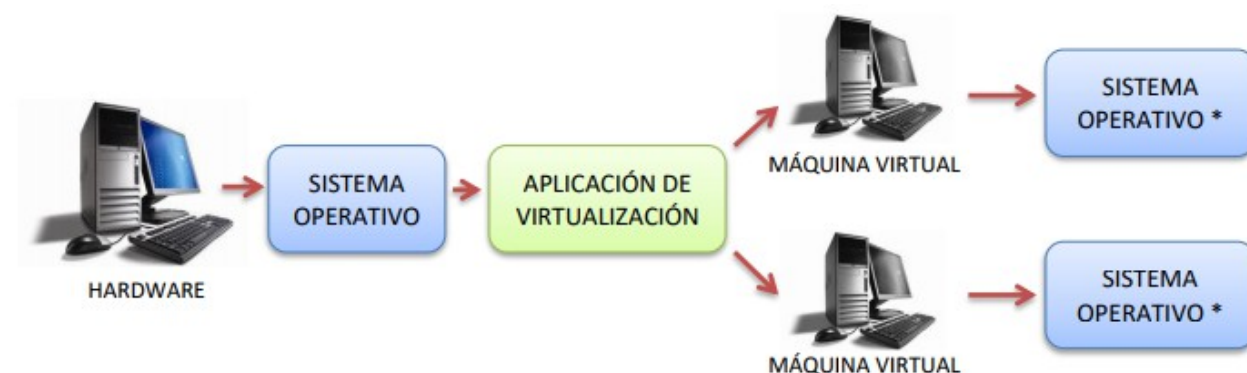 HARDWARE
SISTEMA
OPERATIVO
APLICACIÓN DE
VIRTUALIZACIÓN
MÁQUINA VIRTUAL
SISTEMA
OPERATIVO *
MÁQUINA VIRTUAL
SISTEMA
OPERATIVO *